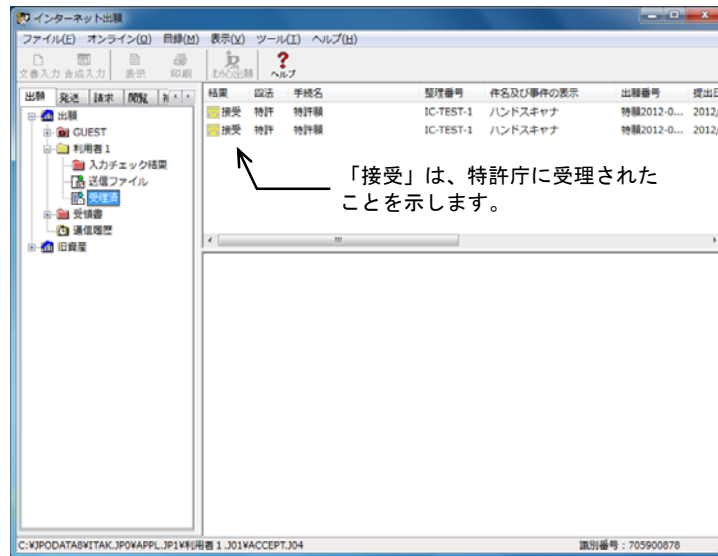 インターネット出願
ファイル(F) オンライン(O) 目録(M) 表示(V) ツール(T) ヘルプ(H)
文書入力 合成入力 表示 印刷 ヘルプ
出願 発送 請求 閲覧
結果 四法 手続名 整理番号 件名及び事件の表示 出願番号 提出日
接受 特許 特許願 IC-TEST-1 ハンドスキャナ 特願2012-0... 2012/
接受 特許 特許願 IC-TEST-1 ハンドスキャナ 特願2012-0... 2012/
出願
GUEST
利用者1
入力チェック結果
送信ファイル
受理済
受領書
通信履歴
旧資産
「接受」は、特許庁に受理された
ことを示します。
C:¥JPODATA8¥ITAK.JP0¥APPL.JP1¥利用者1.J01¥ACCEPT.J04 識別番号:705900878